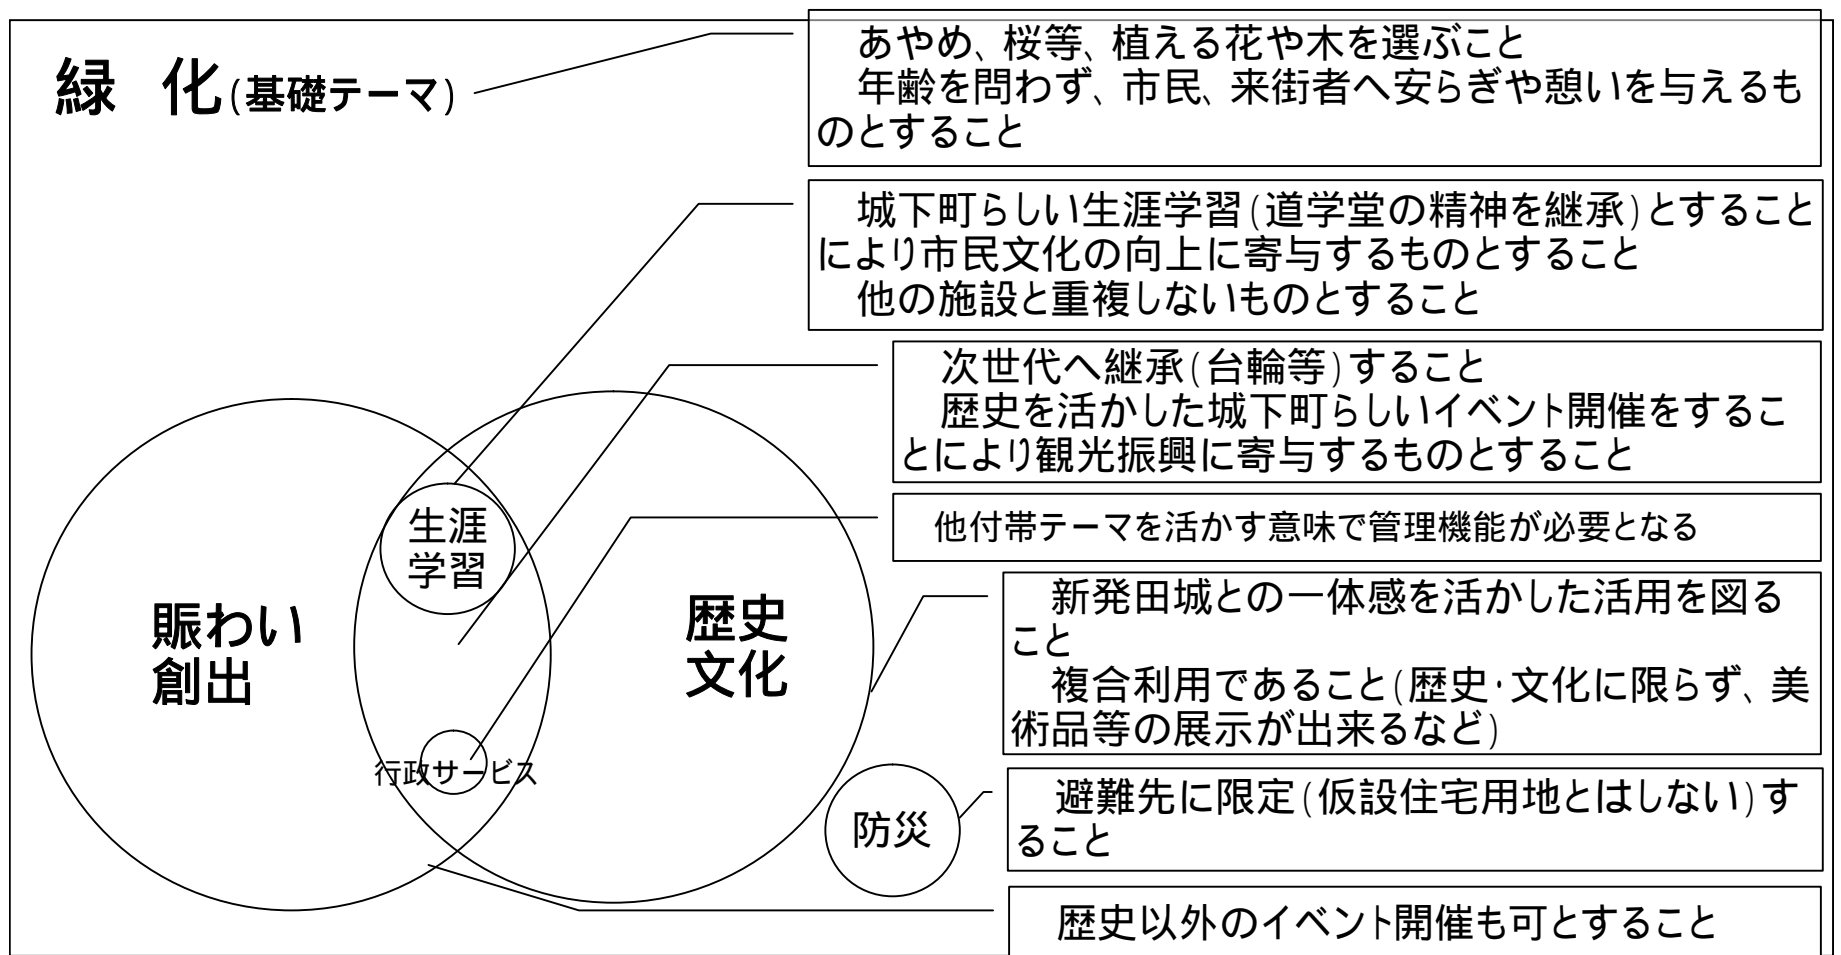 緑 化(基礎テーマ)
あやめ、桜等、植える花や木を選ぶこと
年齢を問わず、市民、来街者へ安らぎや憩いを与えるも
のとすること
城下町らしい生涯学習(道学堂の精神を継承)とすること
により市民文化の向上に寄与するものとすること
他の施設と重複しないものとすること
次世代へ継承(台輪等)すること
歴史を活かした城下町らしいイベント開催をするこ
とにより観光振興に寄与するものとすること
他付帯テーマを活かす意味で管理機能が必要となる
新発田城との一体感を活かした活用を図る
こと
複合利用であること(歴史・文化に限らず、美
術品等の展示が出来るなど)
避難先に限定(仮設住宅用地とはしない)す
ること
歴史以外のイベント開催も可とすること
生涯
学習
賑わい
創出
歴史
文化
行政サービス
防災